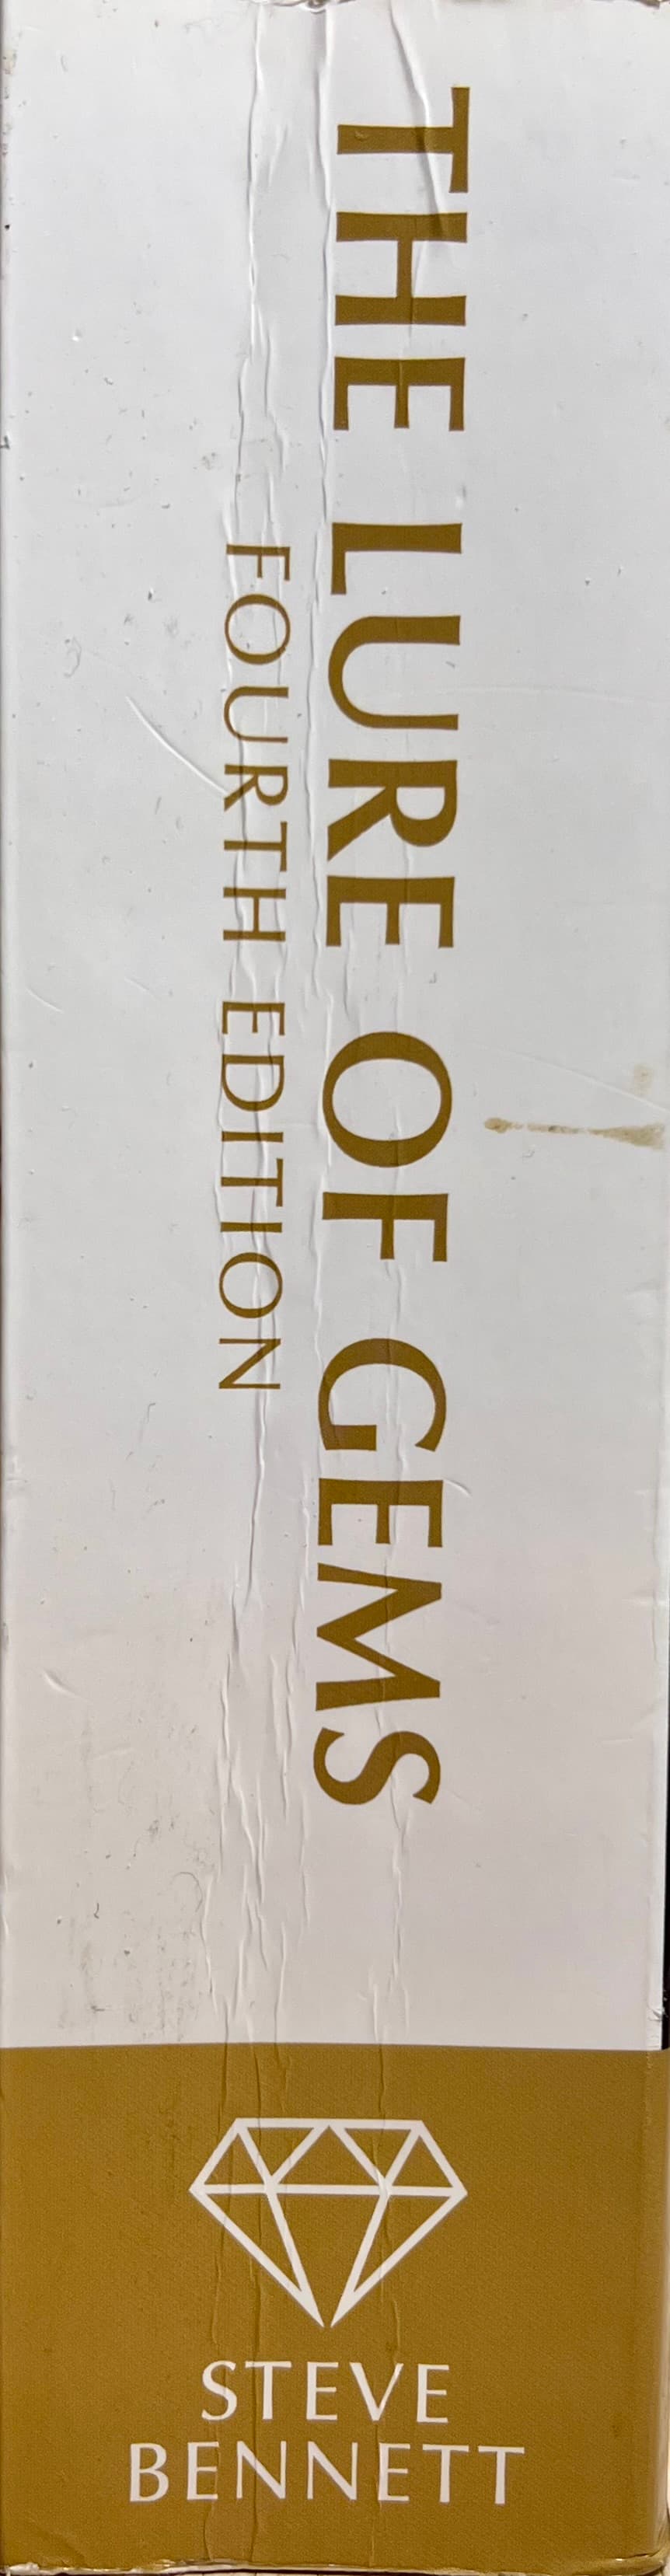 THE LURE OF GEMS
FOURTH EDITION
STEVE
BENNETT